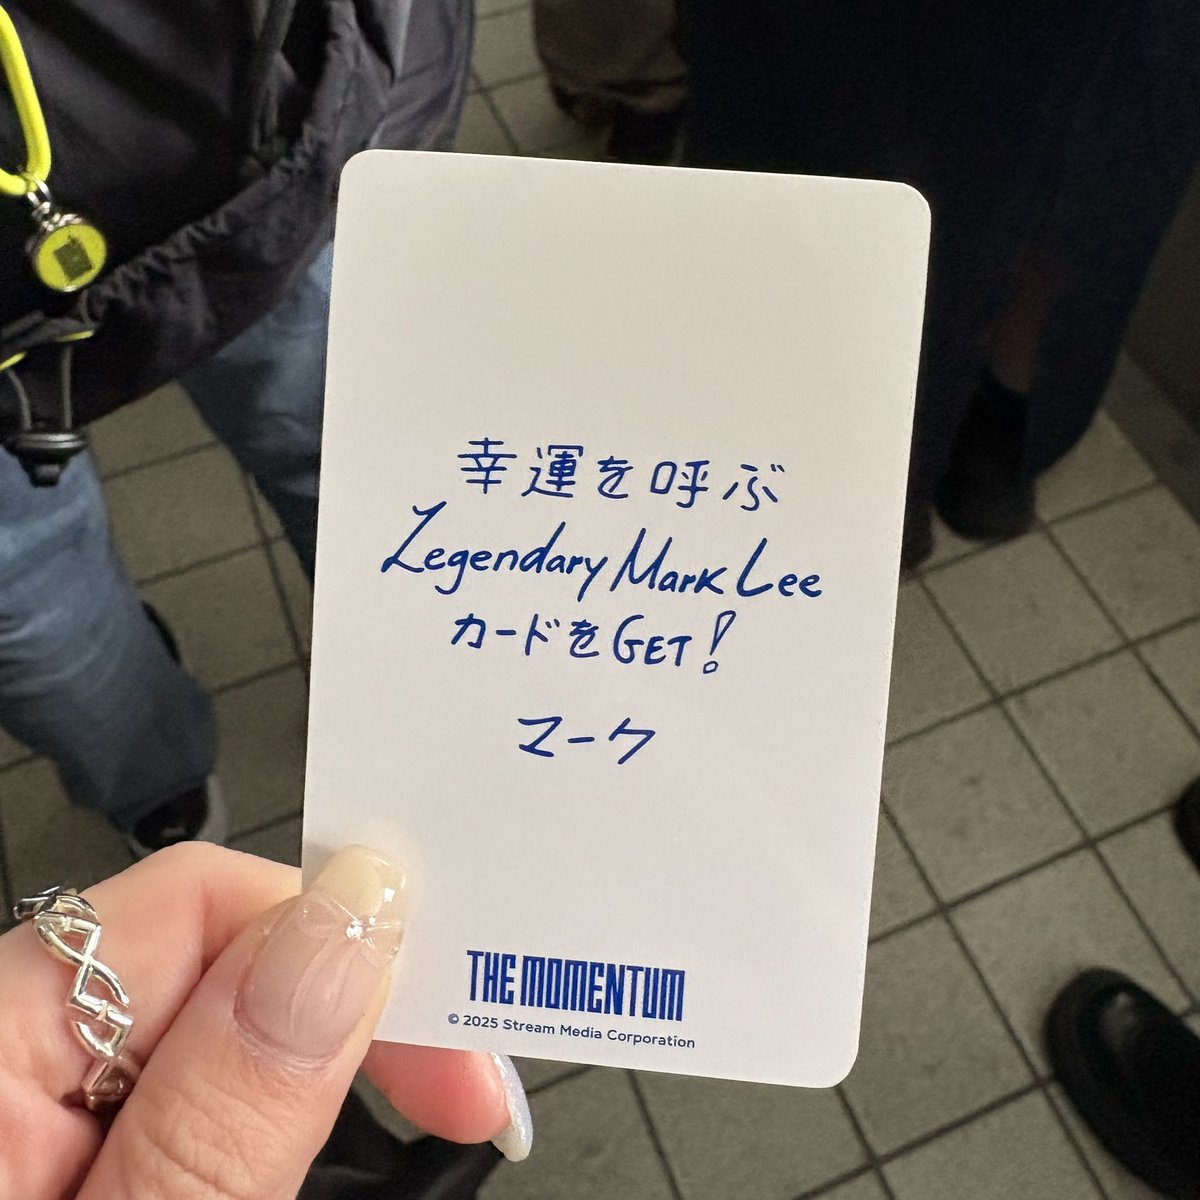 幸運を呼ぶ
Legendary Mark Lee
カードをGET!
マーク
THE MOMENTUM
© 2025 Stream Media Corporation